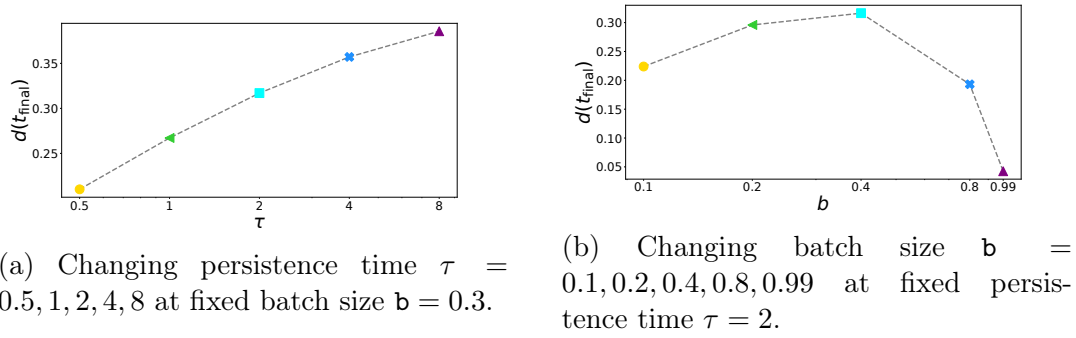 0.35
0.30
0.25
d(t_final)
0.5 1 2 4 8
τ
(a) Changing persistence time τ =
0.5, 1, 2, 4, 8 at fixed batch size b = 0.3.
0.30
0.25
0.20
0.15
0.10
0.05
d(t_final)
0.1 0.2 0.4 0.8 0.99
b
(b) Changing batch size b =
0.1, 0.2, 0.4, 0.8, 0.99 at fixed persis-
tence time τ = 2.